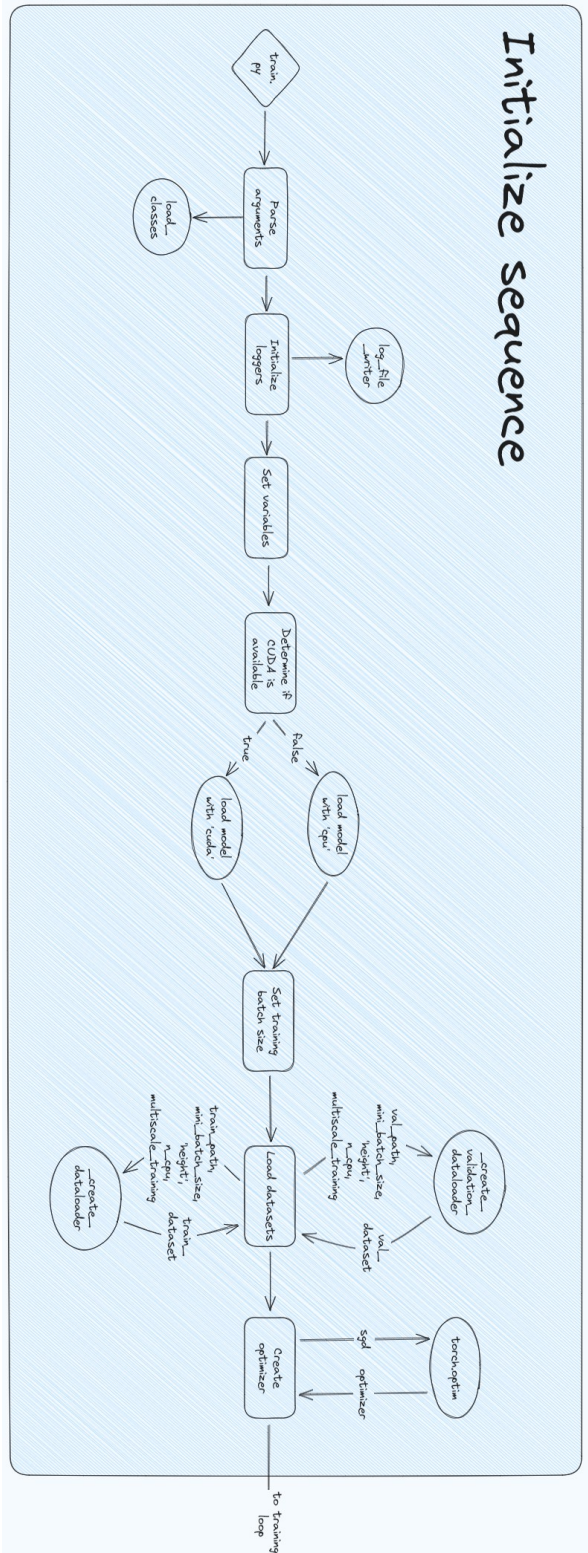 Initialize sequence
train.
py
Parse
arguments
load_
classes
Initialize
loggers
log_file
_writer
Set variables
Determine if
CUDA is
available
false
true
load model
with 'cpu'
load model
with 'cuda'
Set training
batch size
Load datasets
val_path,
mini_batch_size,
'height',
n_cpu,
multiscale_training
_create_
validation_
dataloader
val_
dataset
train_path,
mini_batch_size,
'height',
n_cpu,
multiscale_training
_create_
dataloader
train_
dataset
Create
optimizer
sgd
torch.optim
optimizer
to training
loop